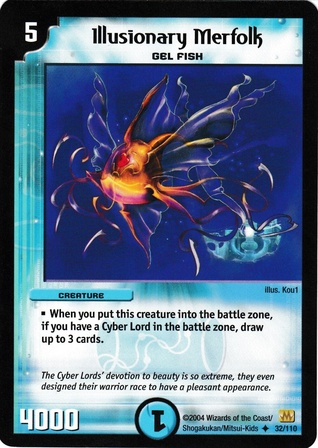 5
Illusionary Merfolk
GEL FISH
illus. Kou1
CREATURE
▪ When you put this creature into the battle zone,
if you have a Cyber Lord in the battle zone, draw
up to 3 cards.
The Cyber Lords' devotion to beauty is so extreme, they even
designed their warrior race to have a pleasant appearance.
4000
©2004 Wizards of the Coast/
Shogakukan/Mitsui-Kids ♦ 32/110